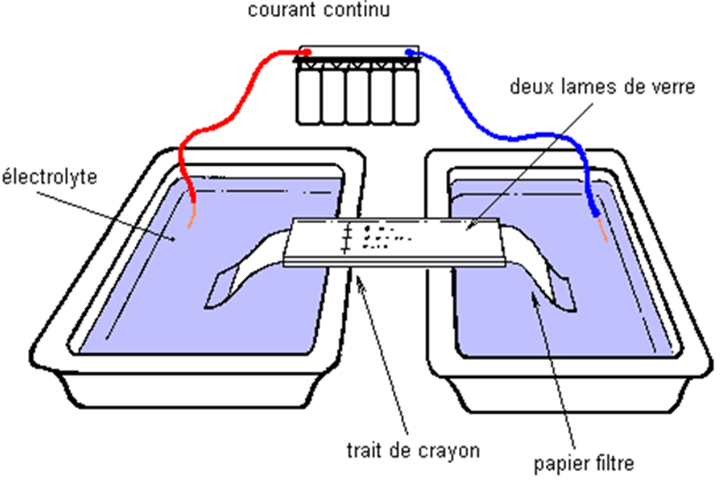 courant continu
deux lames de verre
électrolyte
trait de crayon
papier filtre